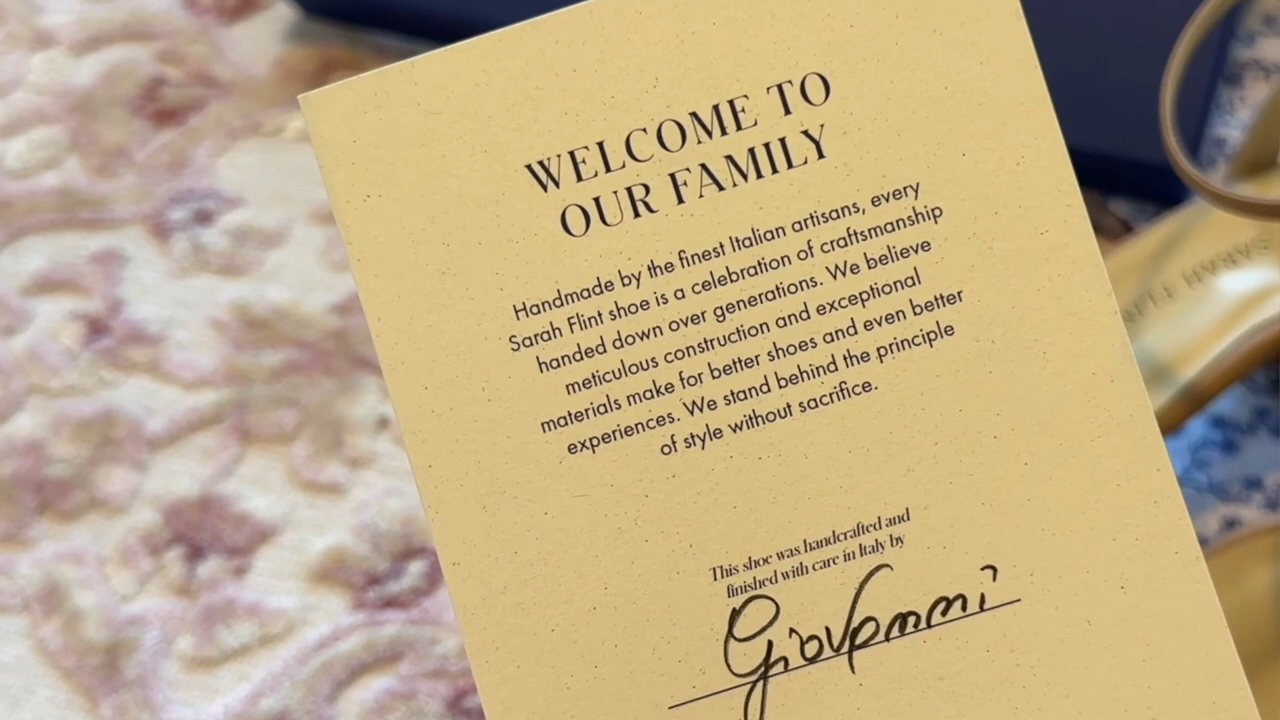 WELCOME TO
OUR FAMILY
Handmade by the finest Italian artisans, every
Sarah Flint shoe is a celebration of craftsmanship
handed down over generations. We believe
meticulous construction and exceptional
materials make for better shoes and even better
experiences. We stand behind the principle
of style without sacrifice.
This shoe was handcrafted and
finished with care in Italy by
Giovanni
SARAH FLINT